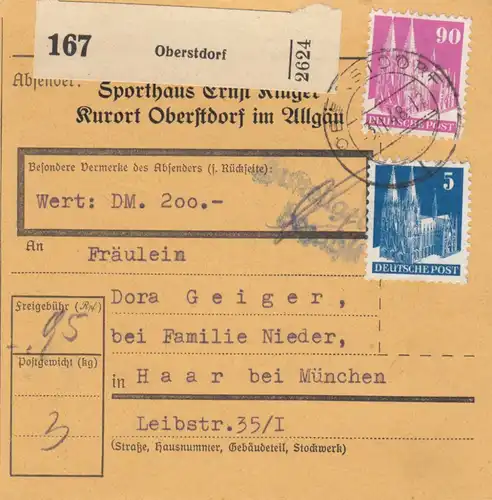 167 Oberstdorf 2624
Absender:
Sporthaus Ernst
Kurort Oberstdorf im Allgäu
90
DEUTSCHE POST
Besondere Vermerke des Absenders (s. Rückseite):
Wert: DM. 200.-
5
DEUTSCHE POST
An Fräulein
Dora Geiger,
bei Familie Nieder,
in Haar bei München
Leibstr.35/I
(Straße, Hausnummer, Gebäudeteil, Stockwerk)
Freigebühr (RM)
-.95
Postgewicht (kg)
3